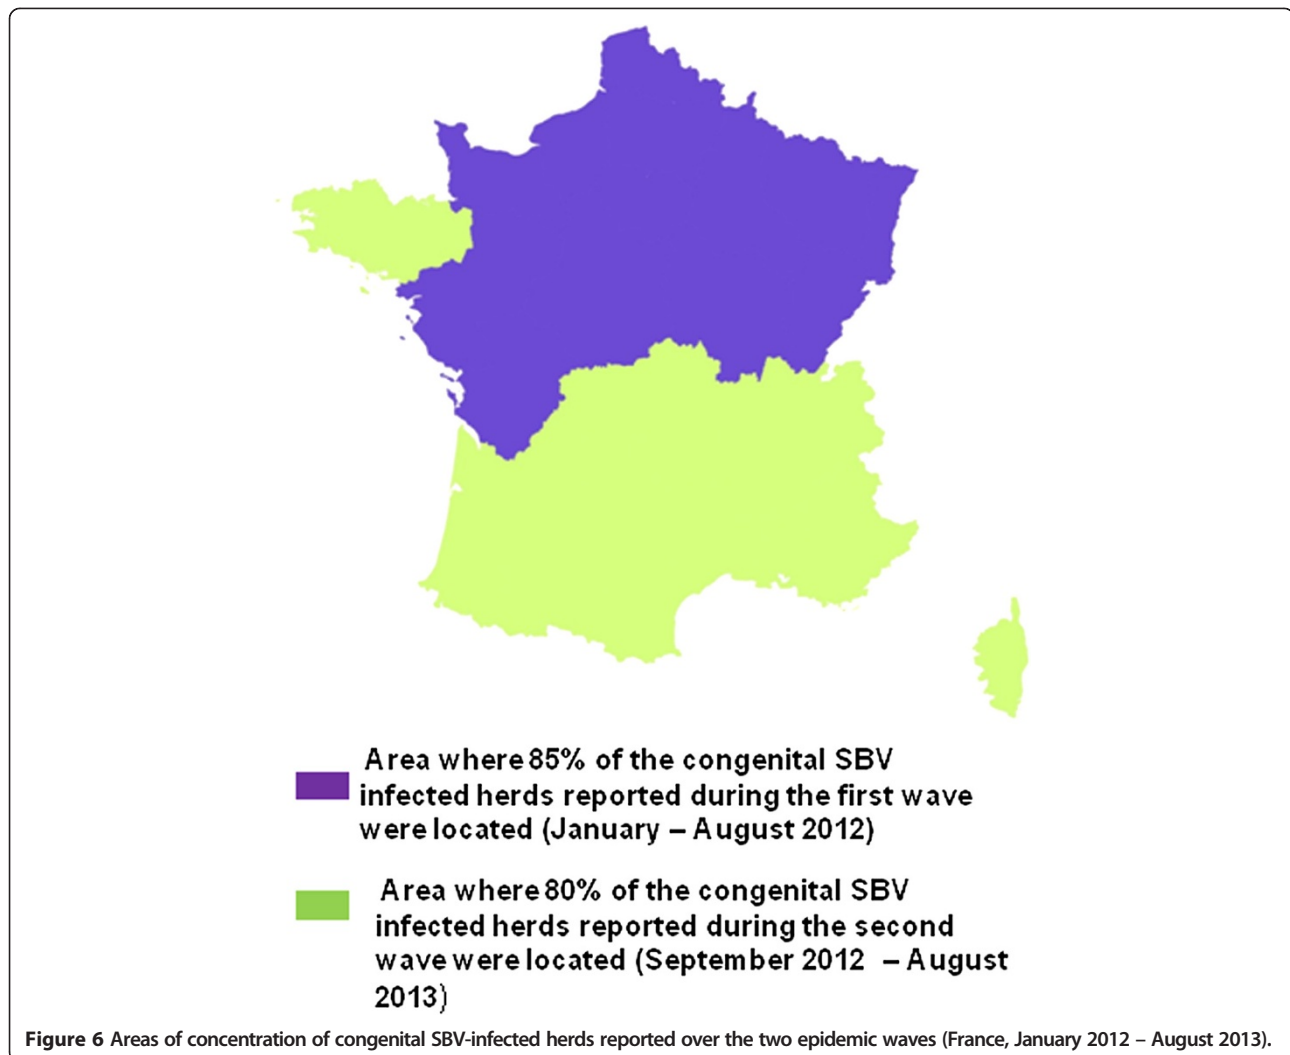 Area where 85% of the congenital SBV
infected herds reported during the first wave
were located (January – August 2012)
Area where 80% of the congenital SBV
infected herds reported during the second
wave were located (September 2012 – August
2013)
Figure 6 Areas of concentration of congenital SBV-infected herds reported over the two epidemic waves (France, January 2012 – August 2013).